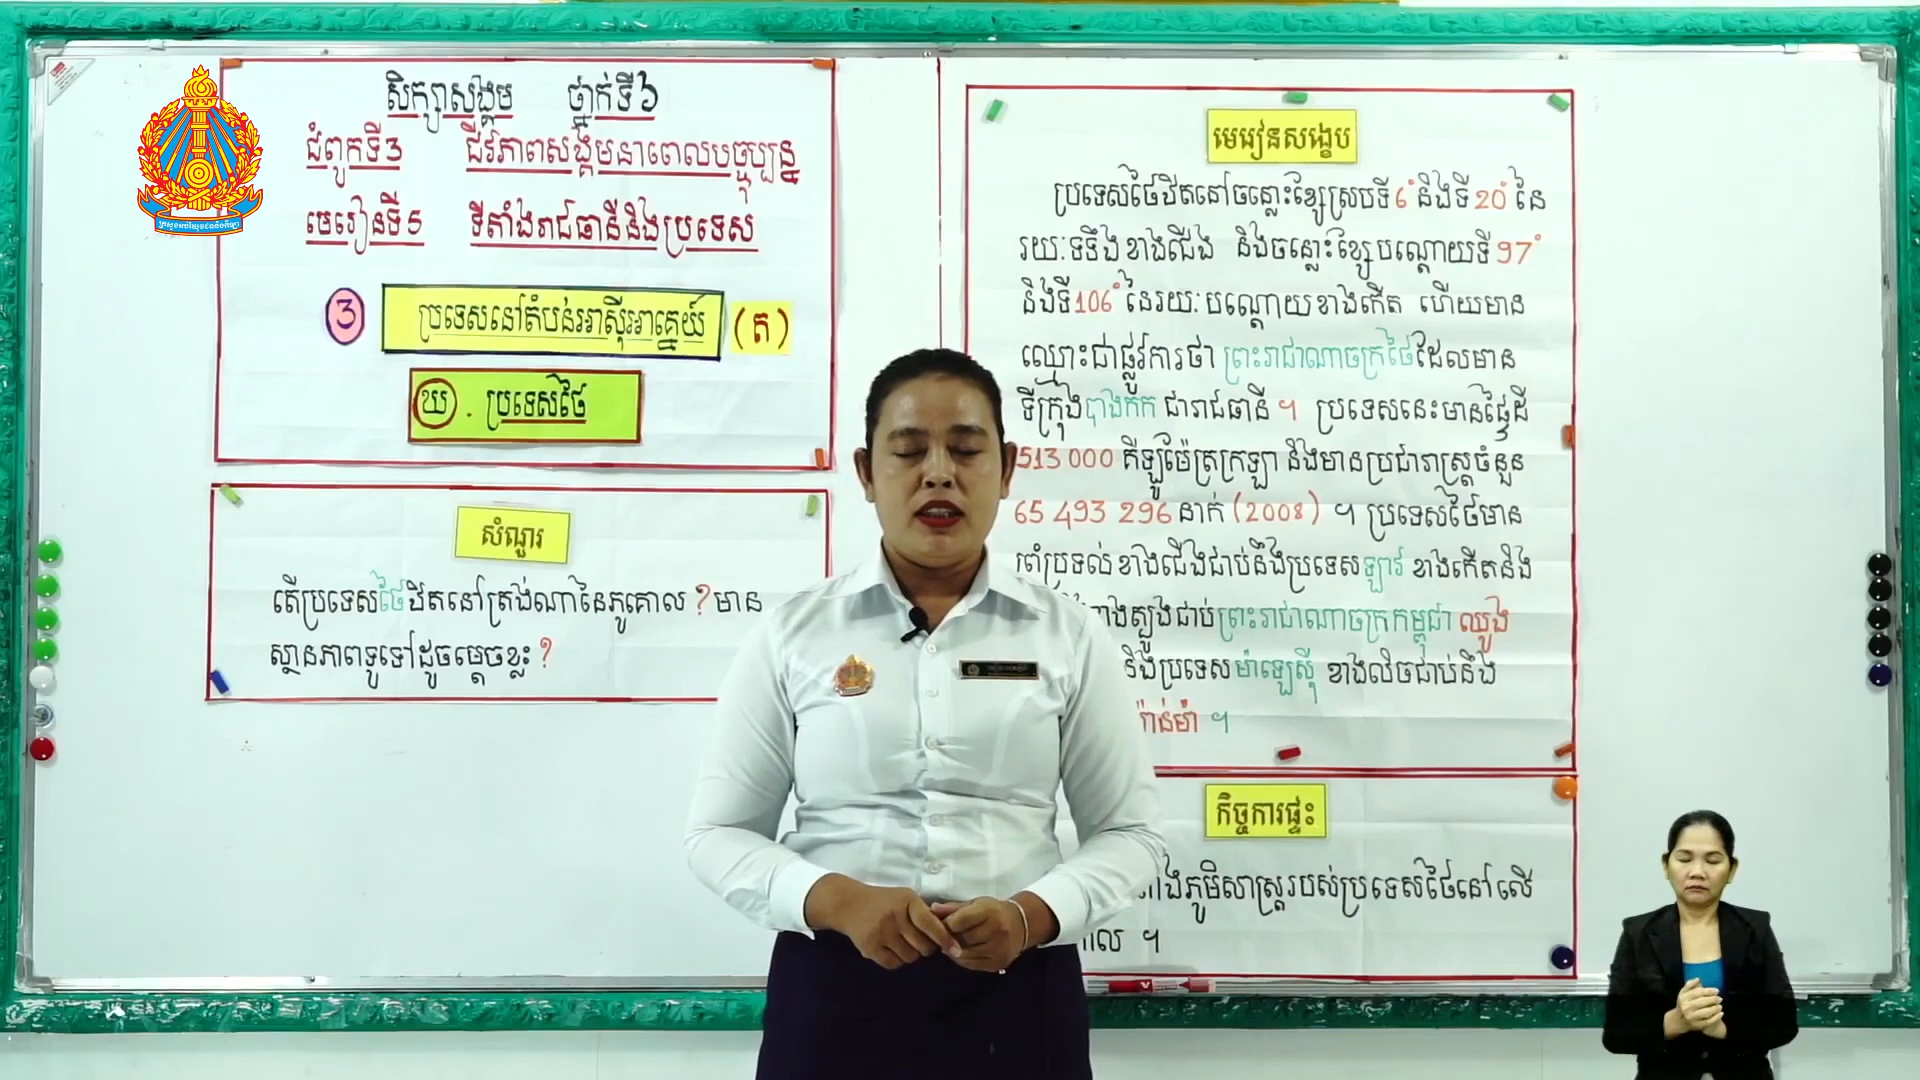 សិក្សាសង្គម ថ្នាក់ទី៦
ជំពូកទី3 ជីវភាពសង្គមនាពេលបច្ចុប្បន្ន
មេរៀនទី5 ទីតាំងរាជធានីនិងប្រទេស
3 ប្រទេសនៅតំបន់អាស៊ីអាគ្នេយ៍ (ត)
ឃ. ប្រទេសថៃ
សំណួរ
តើប្រទេសថៃឋិតនៅត្រង់ណានៃភូគោល ? មាន
ស្ថានភាពទូទៅដូចម្ដេចខ្លះ ?
មេរៀនសង្ខេប
ប្រទេសថៃឋិតនៅចន្លោះខ្សែស្របទី 6° និងទី 20° នៃ
រយៈទទឹងខាងជើង និងចន្លោះខ្សែបណ្ដោយទី 97°
និងទី 106° នៃរយៈបណ្ដោយខាងកើត ហើយមាន
ឈ្មោះជាផ្លូវការថា ព្រះរាជាណាចក្រថៃដែលមាន
ទីក្រុងបាងកក ជារាជធានី ។ ប្រទេសនេះមានផ្ទៃដី
513 000 គីឡូម៉ែត្រក្រឡា និងមានប្រជារាស្ត្រចំនួន
65 493 296 នាក់ (2008) ។ ប្រទេសថៃមាន
ព្រំប្រទល់ខាងជើងជាប់នឹងប្រទេសឡាវ ខាងកើតនិង
ខាងត្បូងជាប់ព្រះរាជាណាចក្រកម្ពុជា ឈូង
និងប្រទេសម៉ាឡេស៊ី ខាងលិចជាប់នឹង
ម៉ា ។
កិច្ចការផ្ទះ
ភូមិសាស្ត្ររបស់ប្រទេសថៃនៅលើ
។